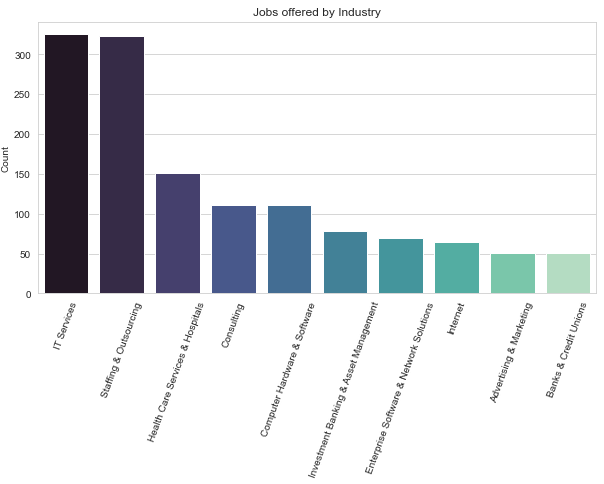 Jobs offered by Industry
Count
300
250
200
150
100
50
0
IT Services
Staffing & Outsourcing
Health Care Services & Hospitals
Consulting
Computer Hardware & Software
Investment Banking & Asset Management
Enterprise Software & Network Solutions
Internet
Advertising & Marketing
Banks & Credit Unions